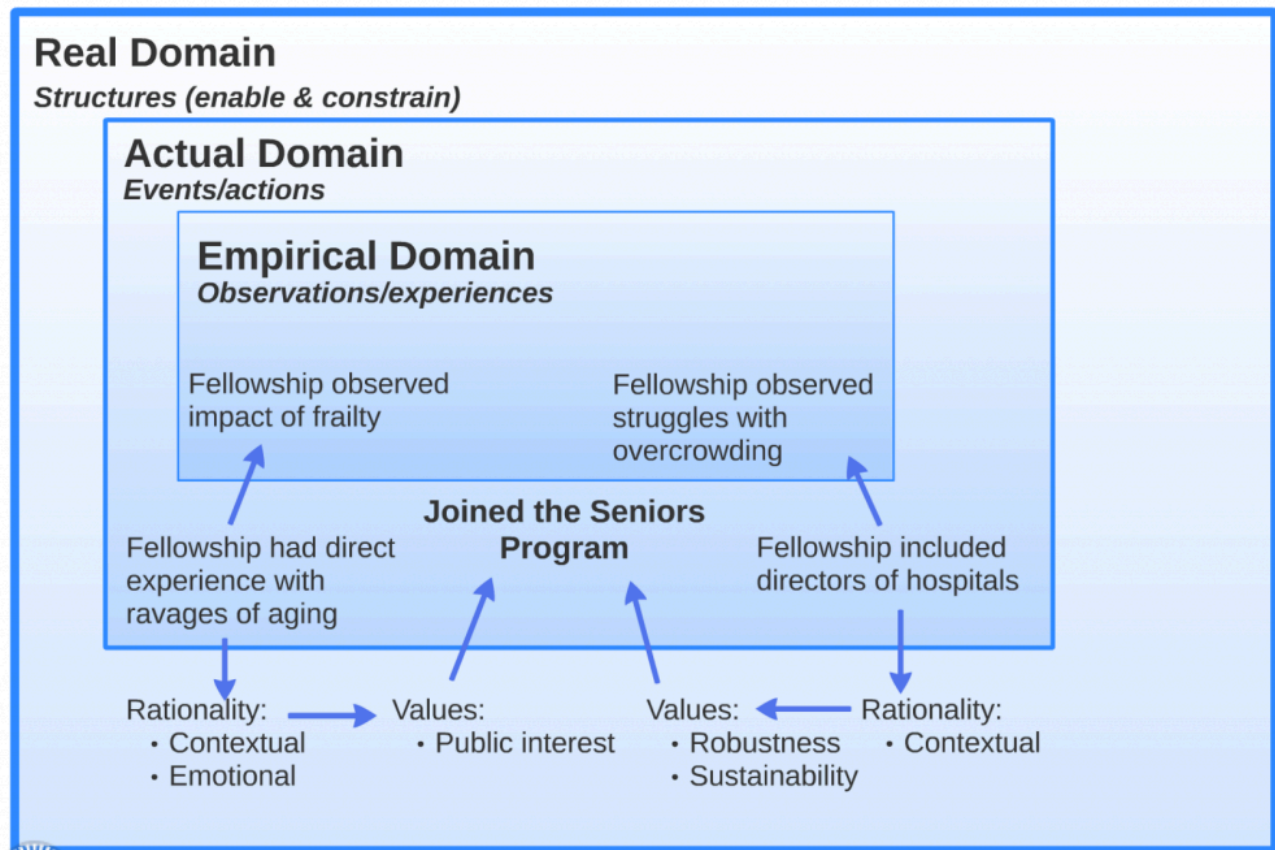 Real Domain
Structures (enable & constrain)
Actual Domain
Events/actions
Empirical Domain
Observations/experiences
Fellowship observed
impact of frailty
Fellowship observed
struggles with
overcrowding
Joined the Seniors
Program
Fellowship had direct
experience with
ravages of aging
Fellowship included
directors of hospitals
Rationality:
• Contextual
• Emotional
Values:
• Public interest
Values:
• Robustness
• Sustainability
Rationality:
• Contextual